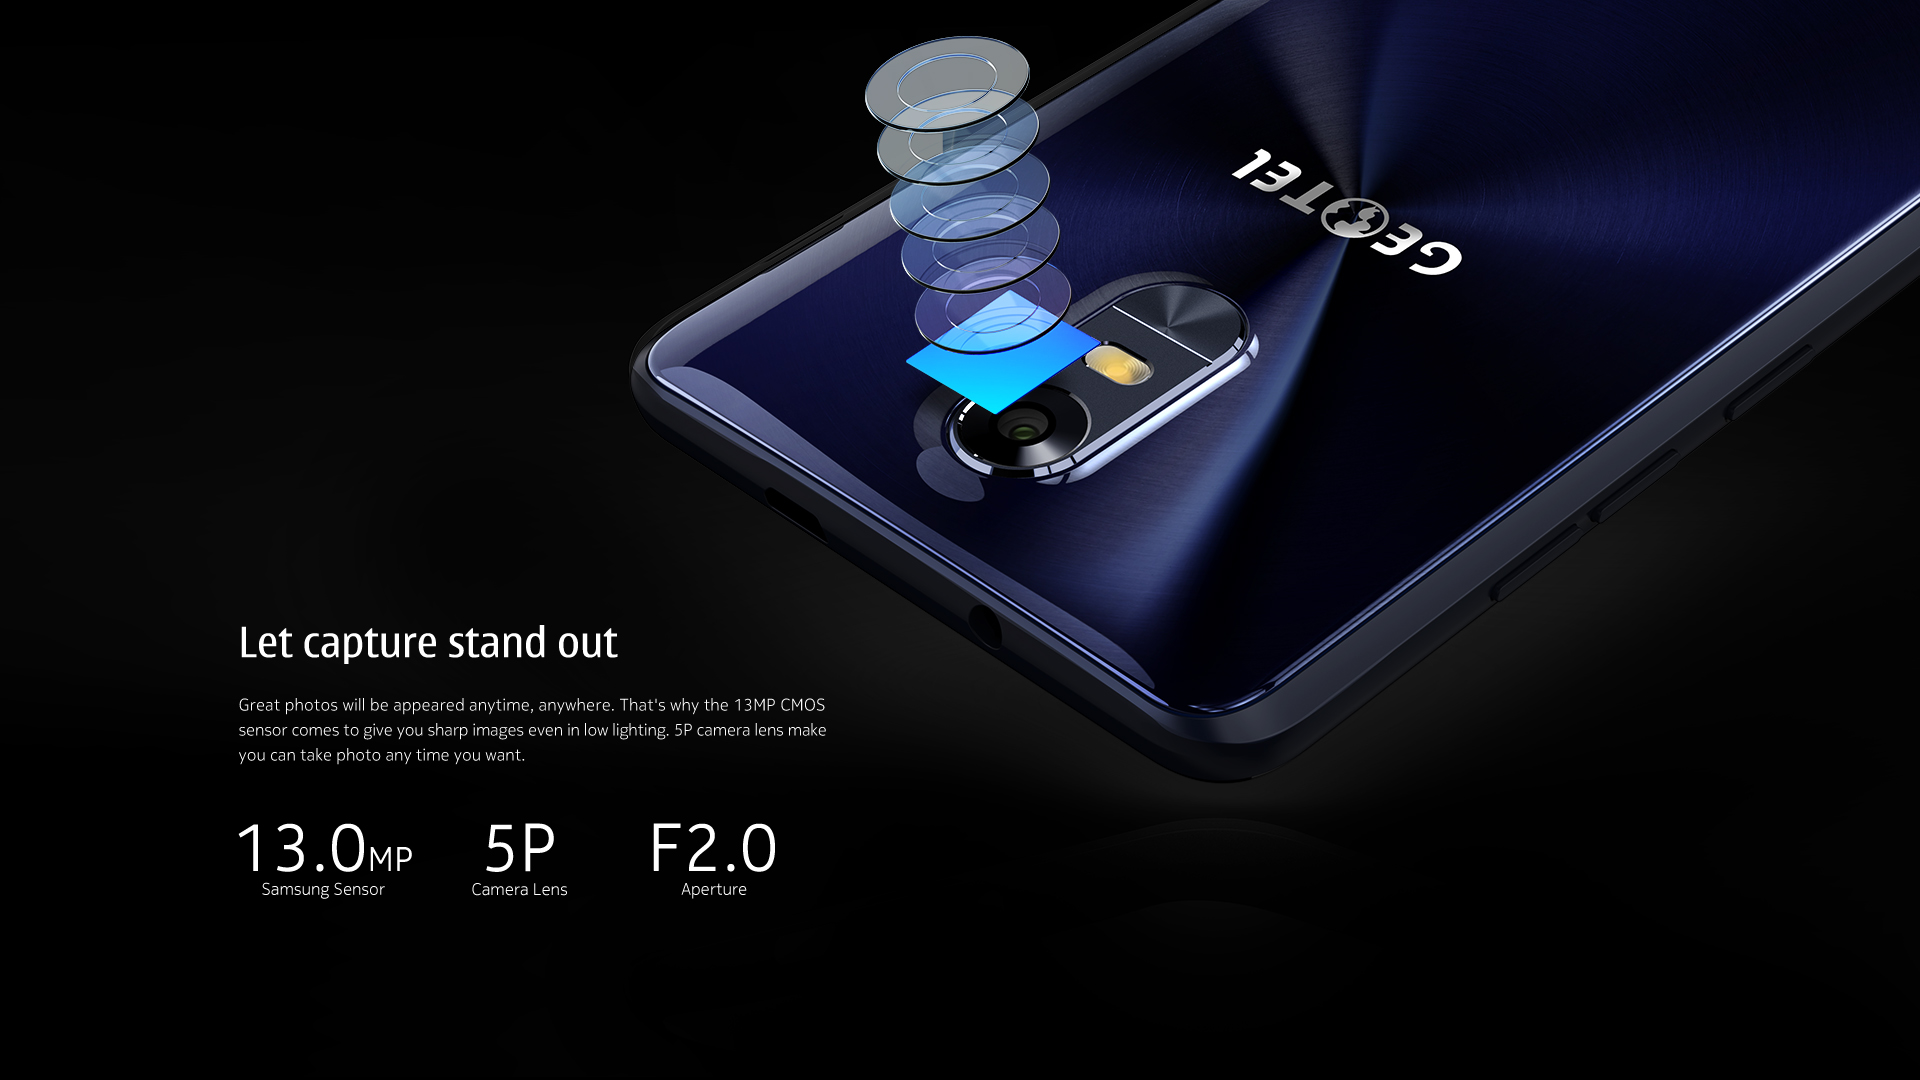 GEOTEL
Let capture stand out
Great photos will be appeared anytime, anywhere. That's why the 13MP CMOS
sensor comes to give you sharp images even in low lighting. 5P camera lens make
you can take photo any time you want.
13.0MP 5P F2.0
Samsung Sensor Camera Lens Aperture